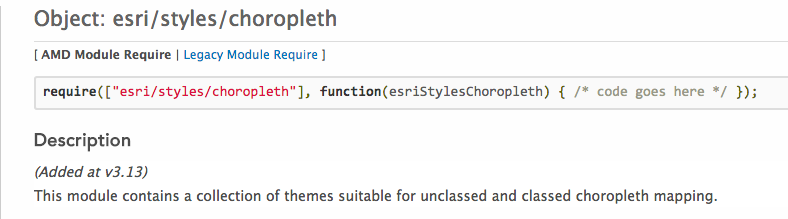 Object: esri/styles/choropleth
[ AMD Module Require | Legacy Module Require ]
require(["esri/styles/choropleth"], function(esriStylesChoropleth) { /* code goes here */ });
Description
(Added at v3.13)
This module contains a collection of themes suitable for unclassed and classed choropleth mapping.